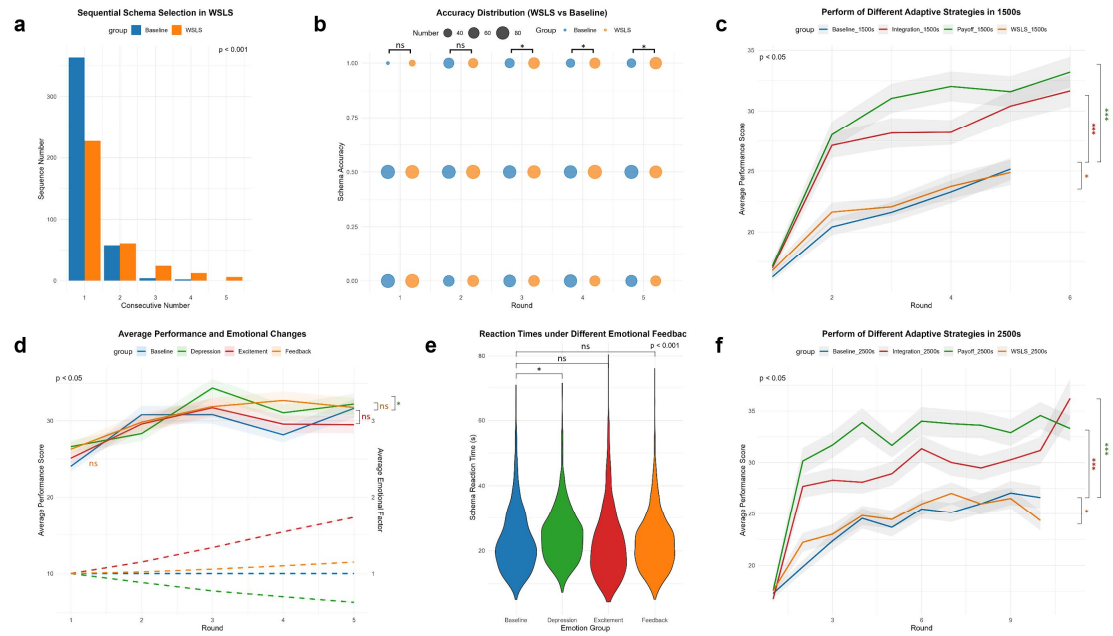 a
Sequential Schema Selection in WSLS
group Baseline WSLS
p < 0.001
Sequence Number
300
200
100
0
1 2 3 4 5
Consecutive Number
b
Accuracy Distribution (WSLS vs Baseline)
Number 40 60 80 Group Baseline WSLS
ns ns * * *
Schema Accuracy
1.00
0.75
0.50
0.25
0.00
1 2 3 4 5
Round
c
Perform of Different Adaptive Strategies in 1500s
group Baseline_1500s Integration_1500s Payoff_1500s WSLS_1500s
p < 0.05
Average Performance Score
35
30
25
20
2 4 6
Round
***
***
*
d
Average Performance and Emotional Changes
group Baseline Depression Excitement Feedback
p < 0.05
Average Performance Score
30
20
10
ns
ns
*
ns
Average Emotional Factor
3
2
1
1 2 3 4 5
Round
e
Reaction Times under Different Emotional Feedbac
p < 0.001
ns
ns
*
Schema Reaction Time (s)
80
60
40
20
Baseline Depression Excitement Feedback
Emotion Group
f
Perform of Different Adaptive Strategies in 2500s
group Baseline_2500s Integration_2500s Payoff_2500s WSLS_2500s
p < 0.05
Average Performance Score
35
30
25
20
3 6 9
Round
***
***
*